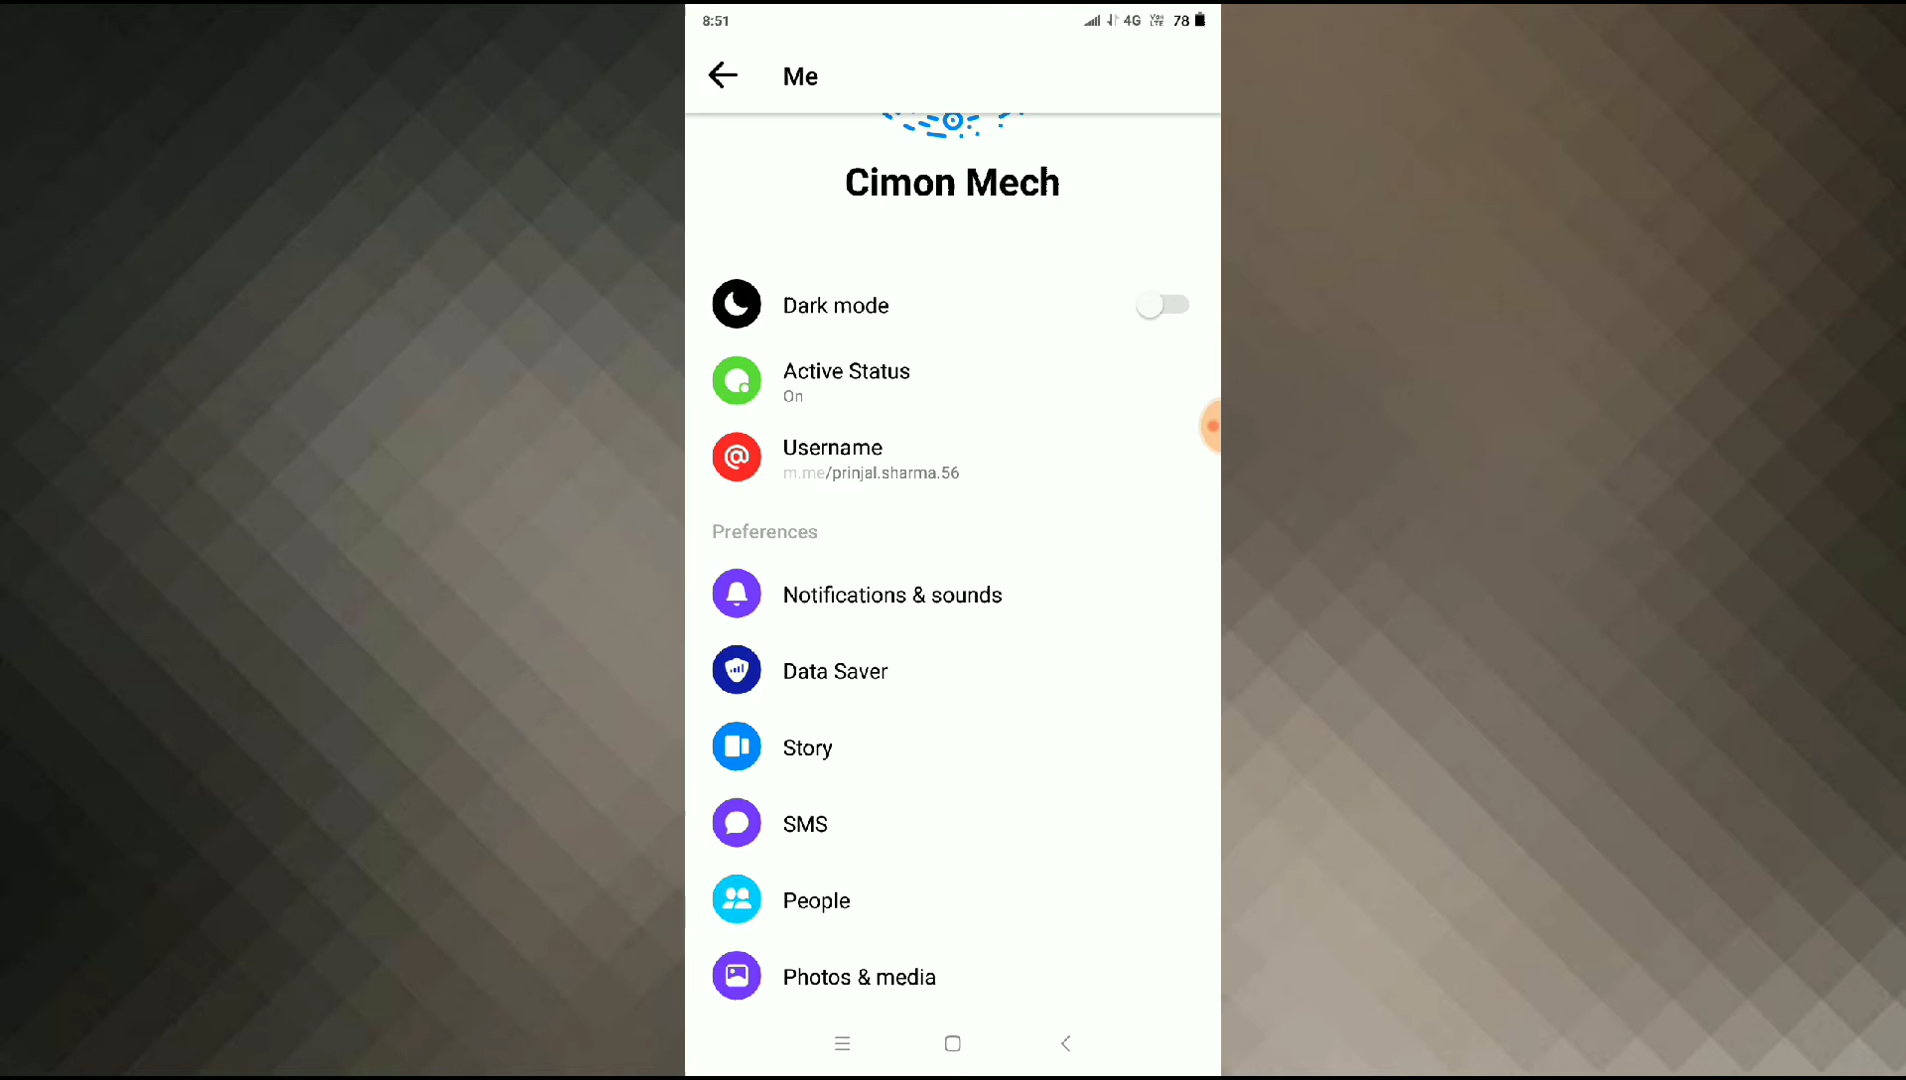 8:51
4G VoLTE 78
Me
Cimon Mech
Dark mode
Active Status
On
Username
m.me/prinjal.sharma.56
Preferences
Notifications & sounds
Data Saver
Story
SMS
People
Photos & media